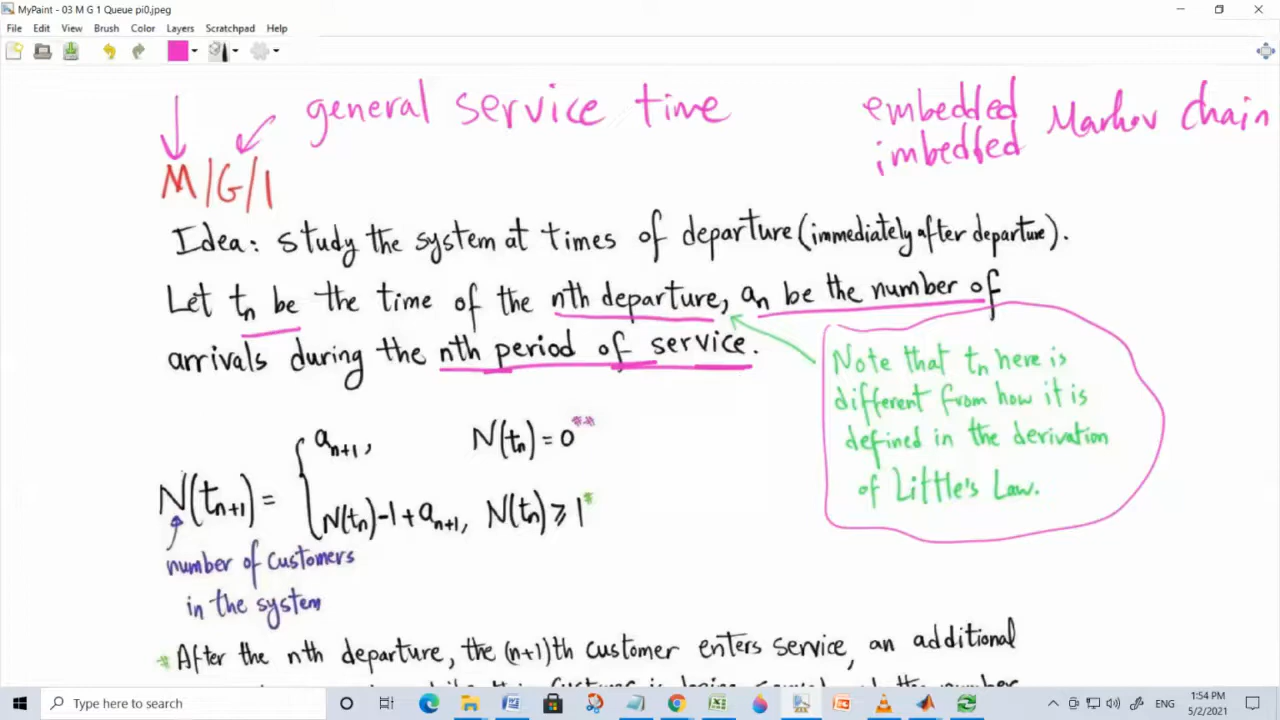 MyPaint - 03 M G 1 Queue pi0.jpeg
File Edit View Brush Color Layers Scratchpad Help
general service time
embedded
imbedded Markov chain
M/G/1
Idea: study the system at times of departure (immediately after departure).
Let tn be the time of the nth departure, an be the number of
arrivals during the nth period of service.
Note that tn here is
different from how it is
defined in the derivation
of Little's Law.
N(tn+1) = { an+1, N(tn) = 0**
N(tn)-1+an+1, N(tn) ≥ 1*
number of customers
in the system
* After the nth departure, the (n+1)th customer enters service, an additional
Type here to search
ENG
1:54 PM
5/2/2021